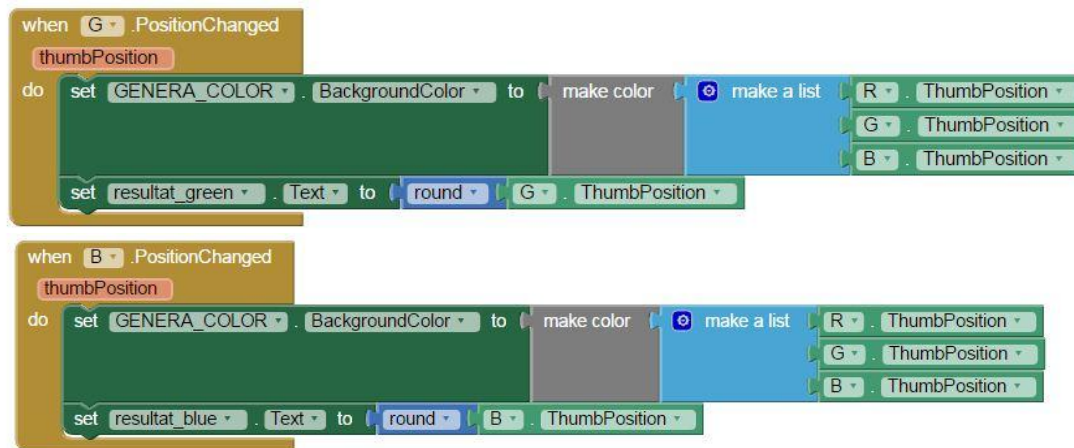 when G .PositionChanged
thumbPosition
do set GENERA_COLOR . BackgroundColor to make color make a list R . ThumbPosition
G . ThumbPosition
B . ThumbPosition
set resultat_green . Text to round G . ThumbPosition
when B .PositionChanged
thumbPosition
do set GENERA_COLOR . BackgroundColor to make color make a list R . ThumbPosition
G . ThumbPosition
B . ThumbPosition
set resultat_blue . Text to round B . ThumbPosition